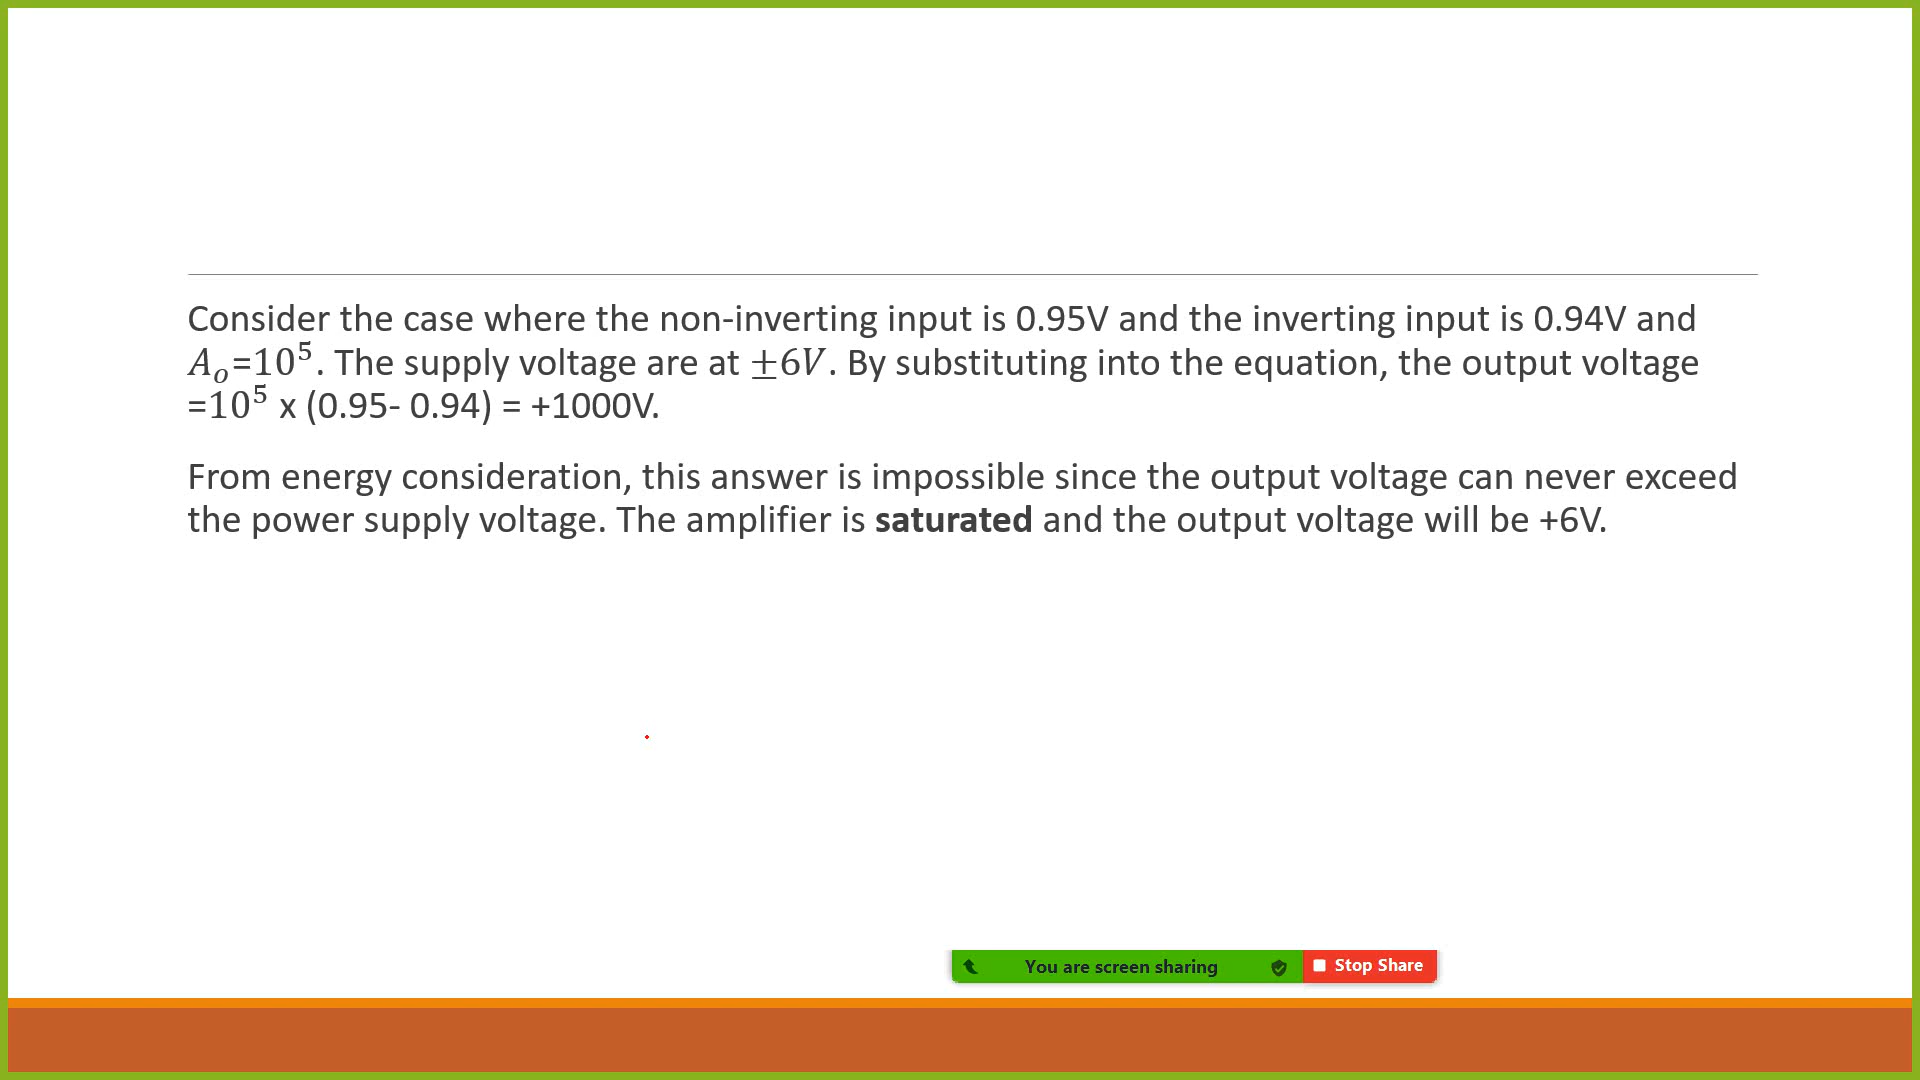 Consider the case where the non-inverting input is 0.95V and the inverting input is 0.94V and
Aₒ=10⁵. The supply voltage are at ±6V. By substituting into the equation, the output voltage
=10⁵ x (0.95- 0.94) = +1000V.
From energy consideration, this answer is impossible since the output voltage can never exceed
the power supply voltage. The amplifier is saturated and the output voltage will be +6V.
You are screen sharing
Stop Share